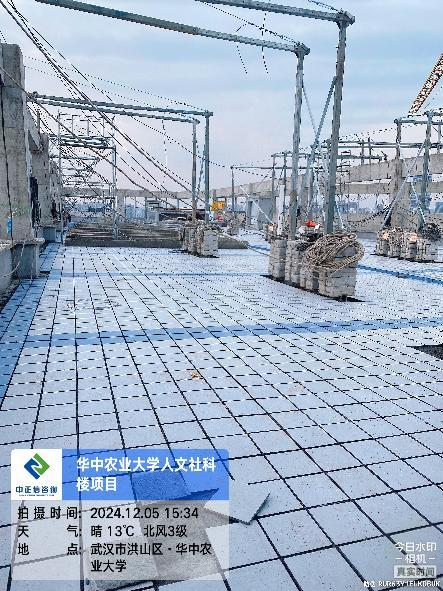 中正信咨询
华中农业大学人文社科
楼项目
拍摄时间: 2024.12.05 15:34
天 气: 晴 13℃ 北风3级
地 点: 武汉市洪山区·华中农
业大学
今日水印
-相机-
真实时间